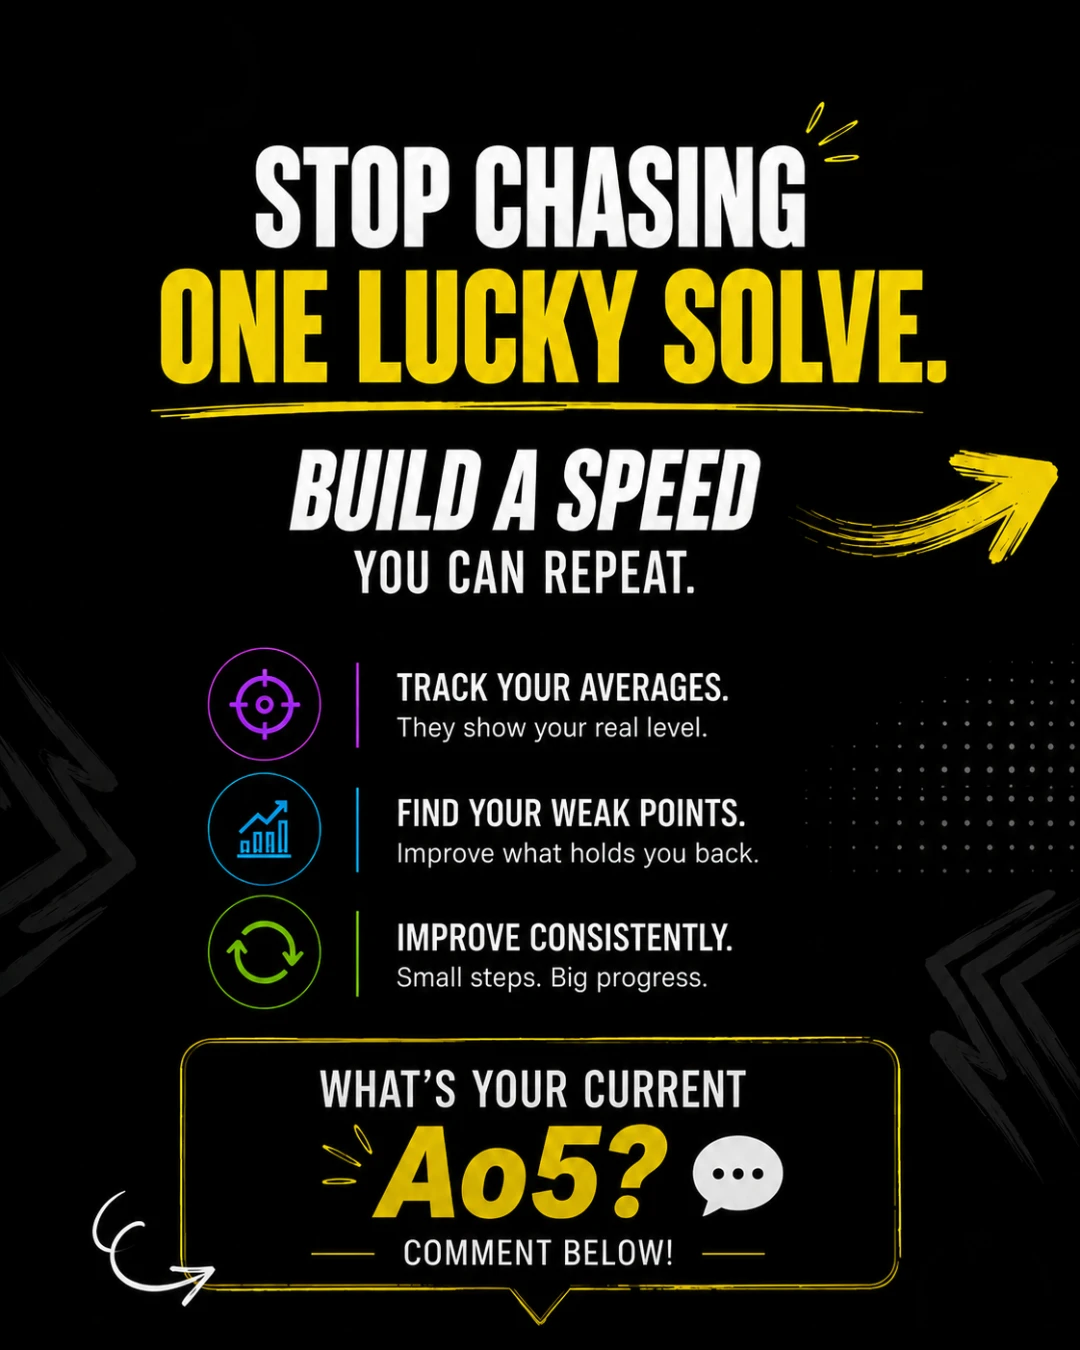 STOP CHASING
ONE LUCKY SOLVE.
BUILD A SPEED
YOU CAN REPEAT.
TRACK YOUR AVERAGES.
They show your real level.
FIND YOUR WEAK POINTS.
Improve what holds you back.
IMPROVE CONSISTENTLY.
Small steps. Big progress.
WHAT'S YOUR CURRENT
Ao5?
COMMENT BELOW!